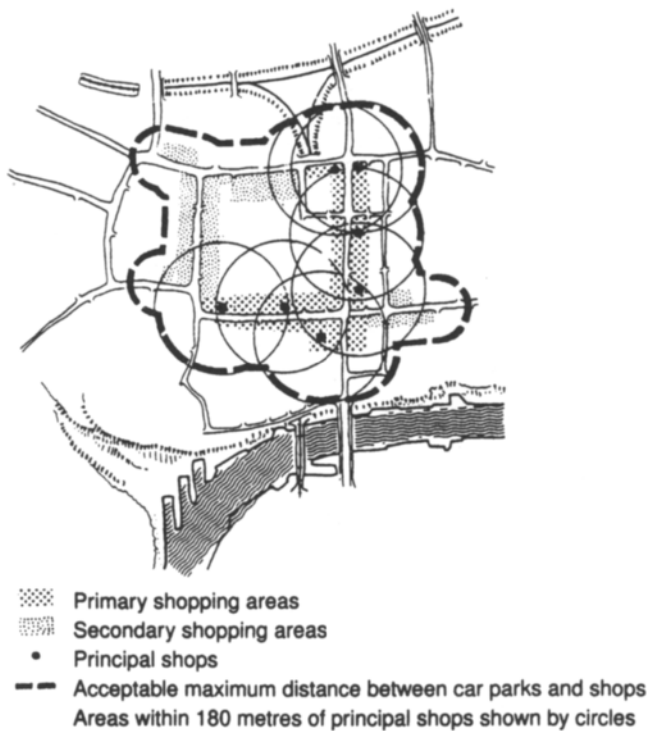 Primary shopping areas
Secondary shopping areas
Principal shops
Acceptable maximum distance between car parks and shops
Areas within 180 metres of principal shops shown by circles